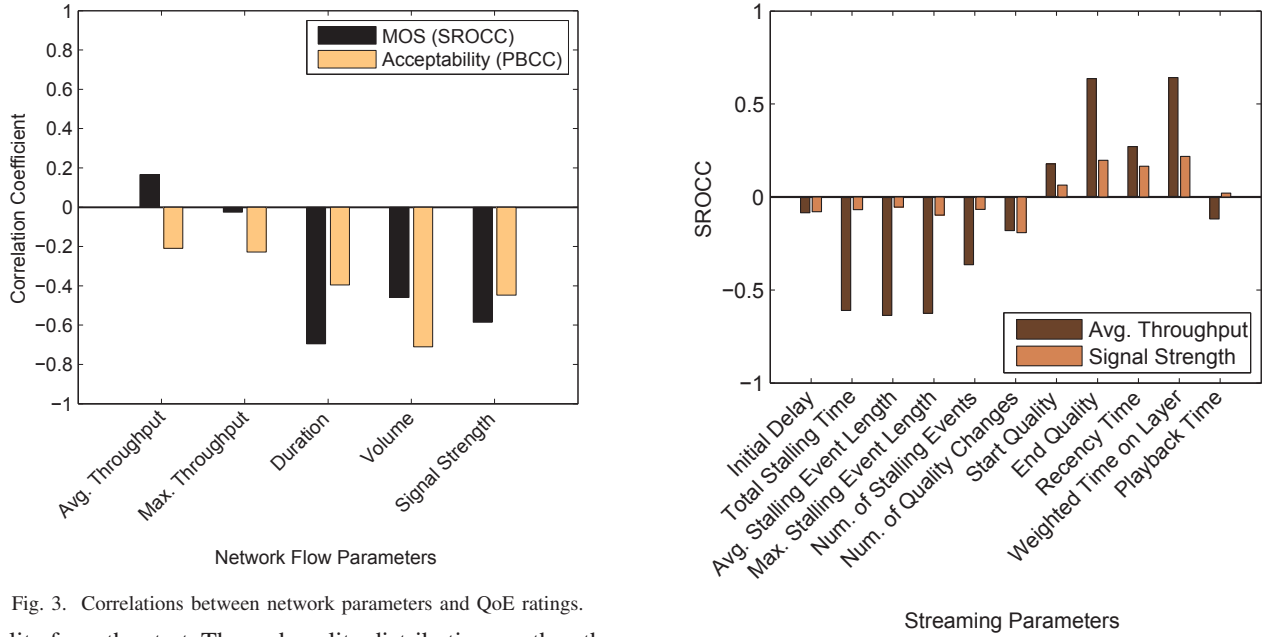 1
0.8
0.6
0.4
0.2
0
−0.2
−0.4
−0.6
−0.8
−1
Correlation Coefficient
MOS (SROCC)
Acceptability (PBCC)
Avg. Throughput
Max. Throughput
Duration
Volume
Signal Strength
Network Flow Parameters
Fig. 3. Correlations between network parameters and QoE ratings.
1
0.5
0
−0.5
−1
SROCC
Avg. Throughput
Signal Strength
Initial Delay
Total Stalling Time
Avg. Stalling Event Length
Max. Stalling Event Length
Num. of Stalling Events
Num. of Quality Changes
Start Quality
End Quality
Recency Time
Weighted Time on Layer
Playback Time
Streaming Parameters